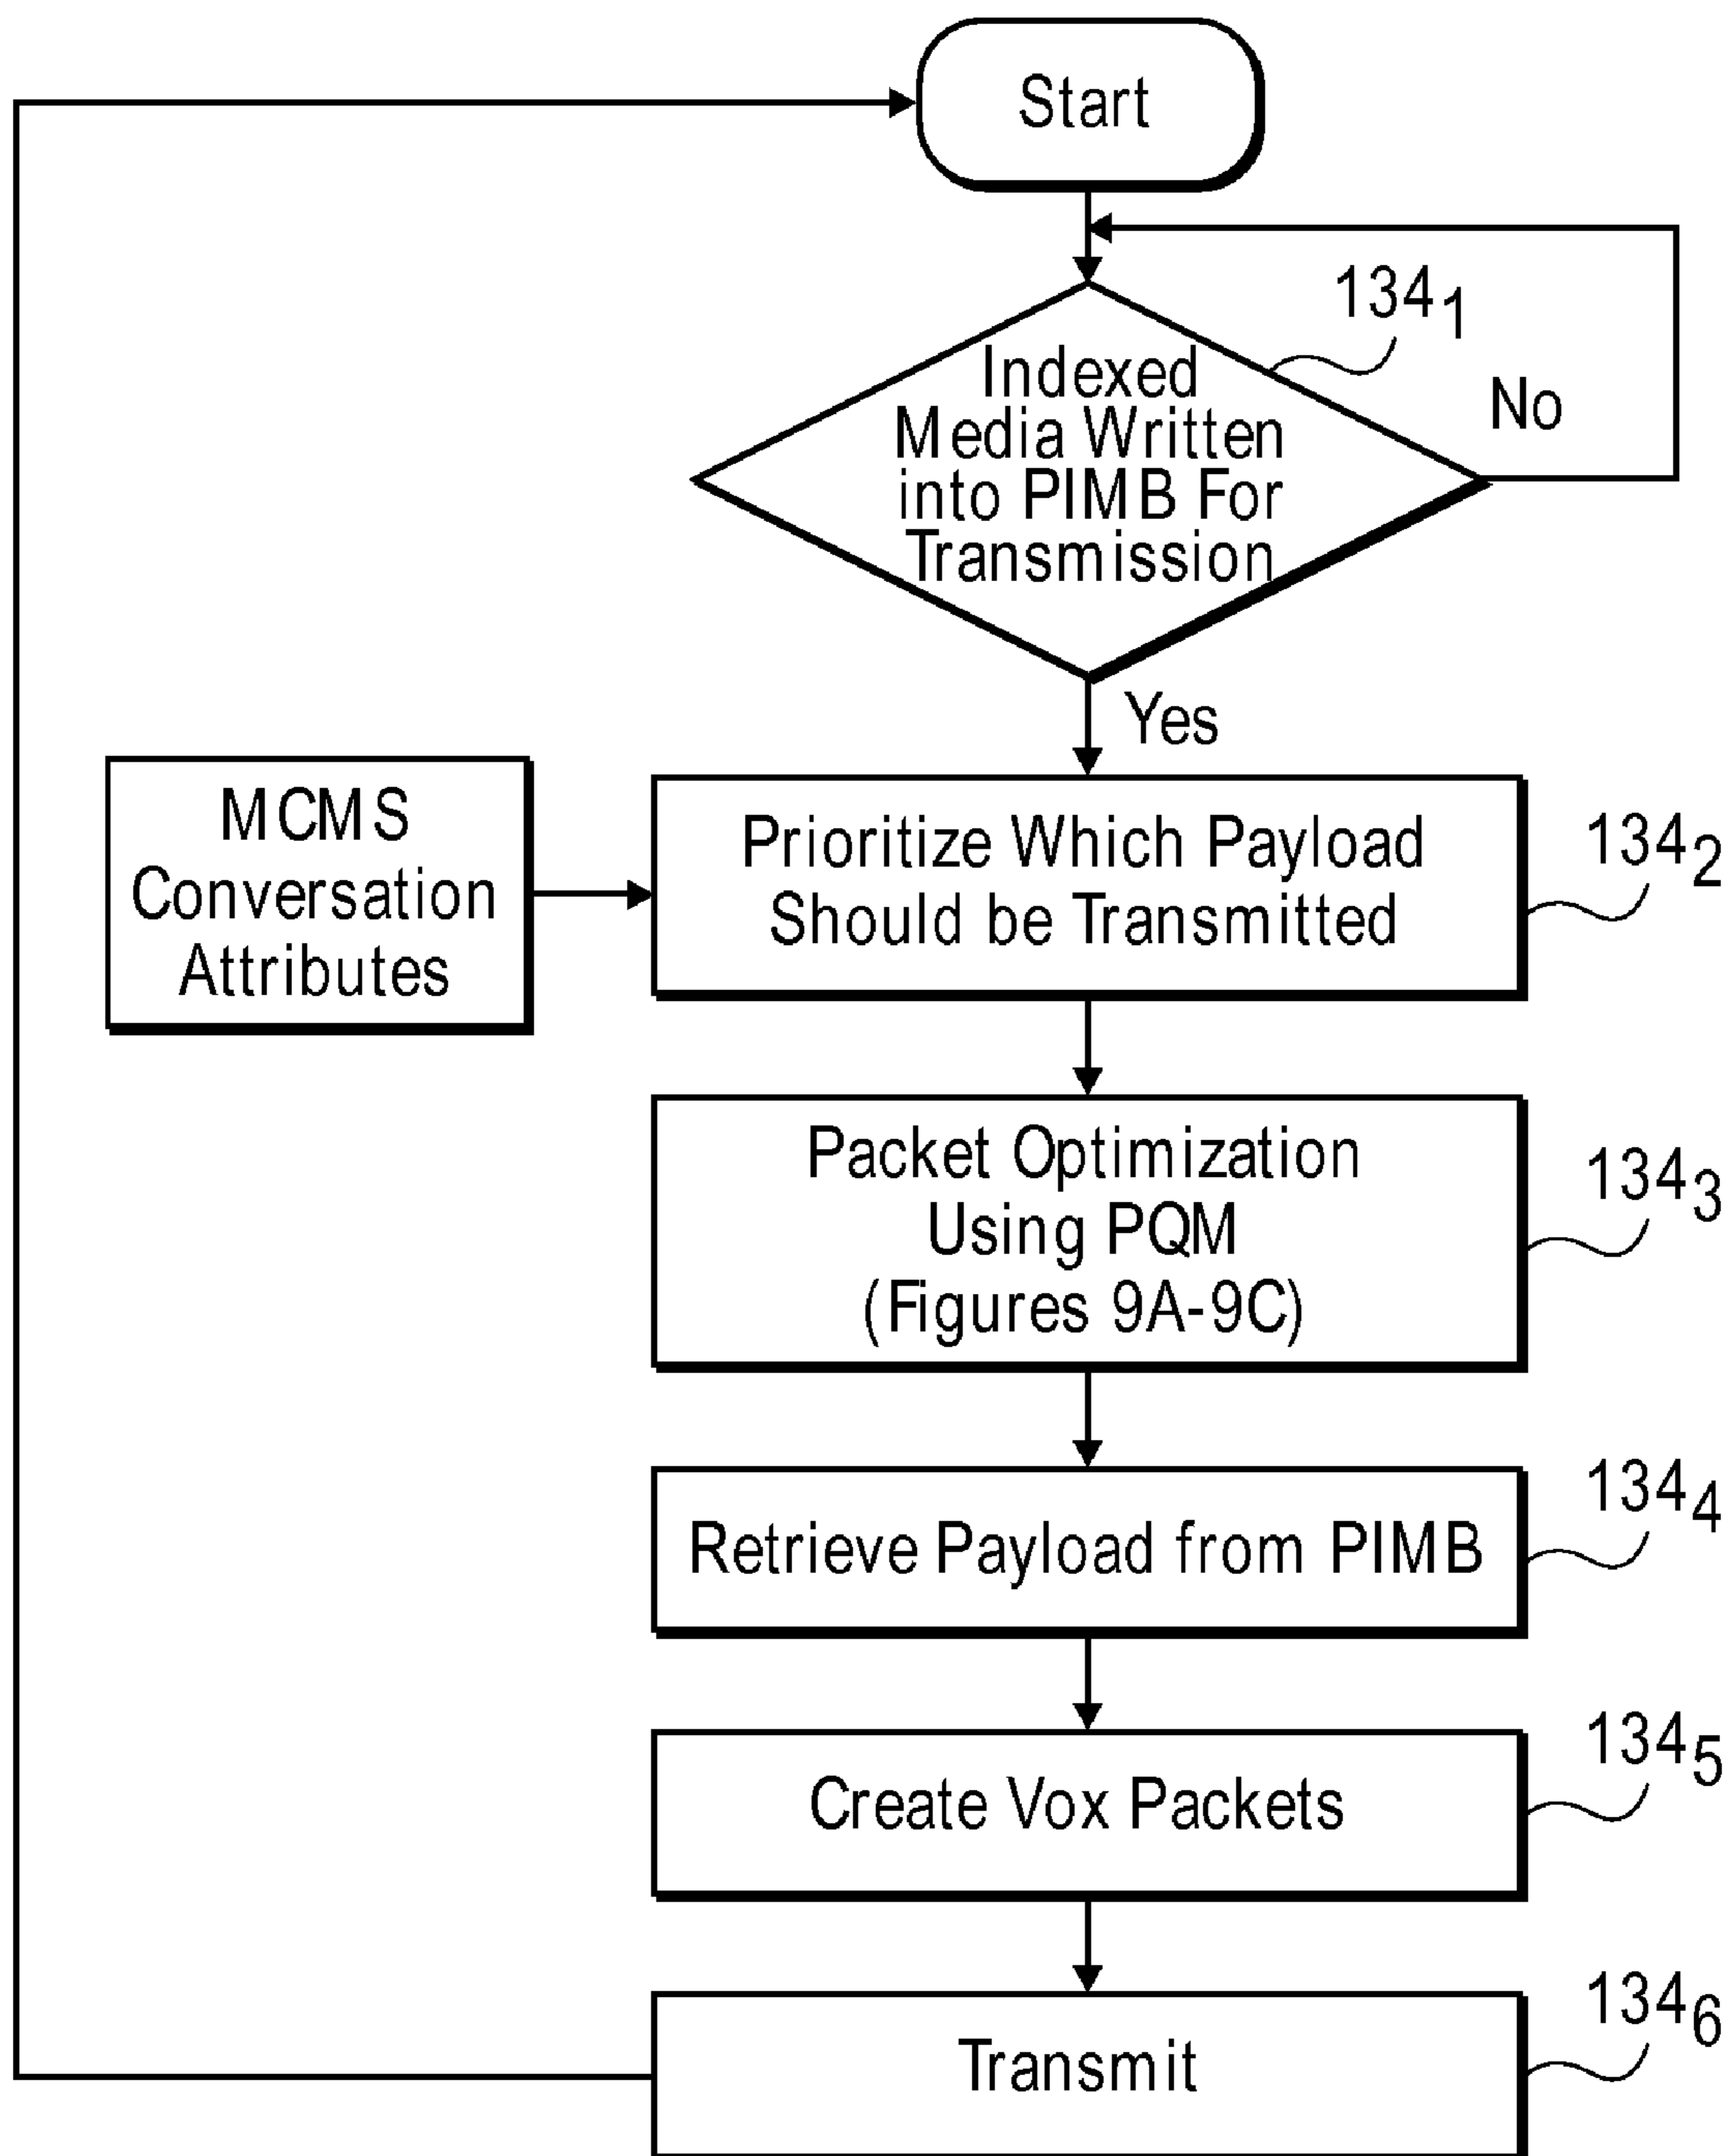 Start
134₁
Indexed
Media Written
into PIMB For
Transmission
No
Yes
MCMS
Conversation
Attributes
Prioritize Which Payload
Should be Transmitted
134₂
Packet Optimization
Using PQM
(Figures 9A-9C)
134₃
Retrieve Payload from PIMB
134₄
Create Vox Packets
134₅
Transmit
134₆